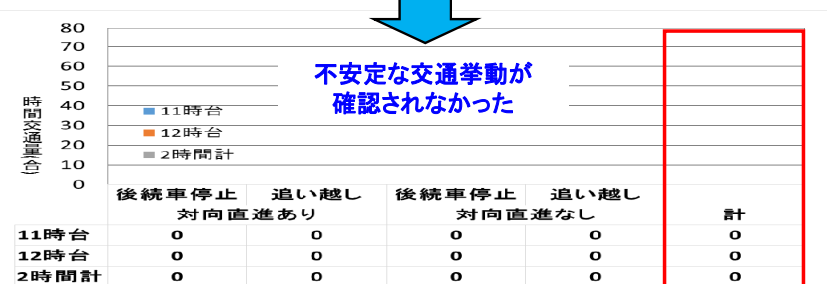 80
70
60
50
40
30
20
10
0
時間交通量(台)
不安定な交通挙動が
確認されなかった
11時台
12時台
2時間計
後続車停止 追い越し 後続車停止 追い越し
対向直進あり 対向直進なし 計
11時台 0 0 0 0 0
12時台 0 0 0 0 0
2時間計 0 0 0 0 0